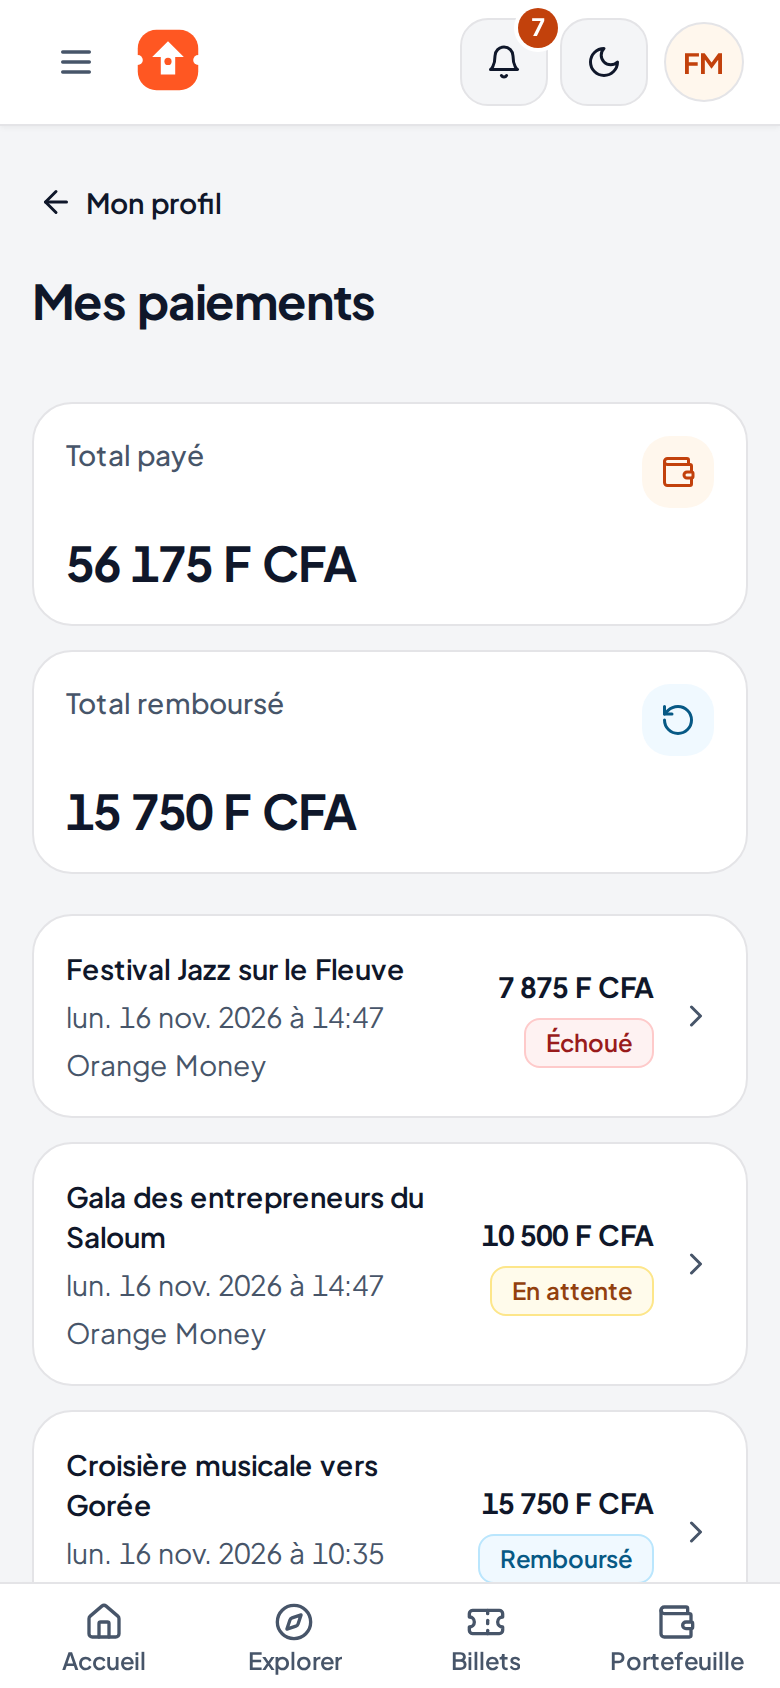 7
FM
Mon profil
Mes paiements
Total payé
56 175 F CFA
Total remboursé
15 750 F CFA
Festival Jazz sur le Fleuve
lun. 16 nov. 2026 à 14:47
Orange Money
7 875 F CFA
Échoué
Gala des entrepreneurs du
Saloum
lun. 16 nov. 2026 à 14:47
Orange Money
10 500 F CFA
En attente
Croisière musicale vers
Gorée
lun. 16 nov. 2026 à 10:35
15 750 F CFA
Remboursé
Accueil
Explorer
Billets
Portefeuille